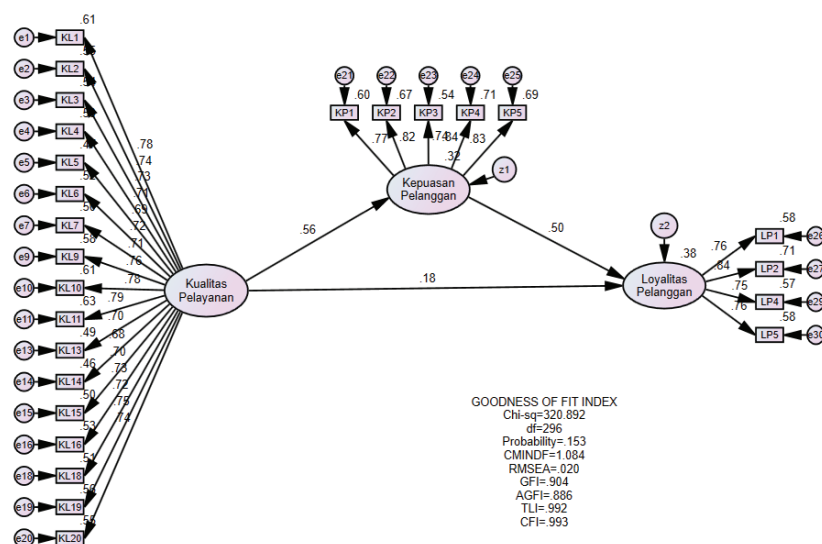 .61
e1 KL1
e2 KL2
e3 KL3
e4 KL4
e5 KL5
e6 KL6
e7 KL7
e9 KL9
.61
e10 KL10
.63
e11 KL11
e13 KL13
.49
e14 KL14
.46
e15 KL15
.50
e16 KL16
.53
e18 KL18
.51
e19 KL19
e20 KL20
.78
.74
.73
.71
.69
.72
.71
.76
.78
.79
.70
.68
.70
.73
.72
.75
.74
Kualitas
Pelayanan
.56
.18
e21 e22 e23 e24 e25
.60 .67 .54 .71 .69
KP1 KP2 KP3 KP4 KP5
.77 .82 .74 .84 .83
.32
Kepuasan
Pelanggan
z1
.50
z2
.38
Loyalitas
Pelanggan
.76
.84
.75
.76
.58
LP1 e26
.71
LP2 e27
.57
LP4 e29
.58
LP5 e30
GOODNESS OF FIT INDEX
Chi-sq=320.892
df=296
Probability=.153
CMINDF=1.084
RMSEA=.020
GFI=.904
AGFI=.886
TLI=.992
CFI=.993